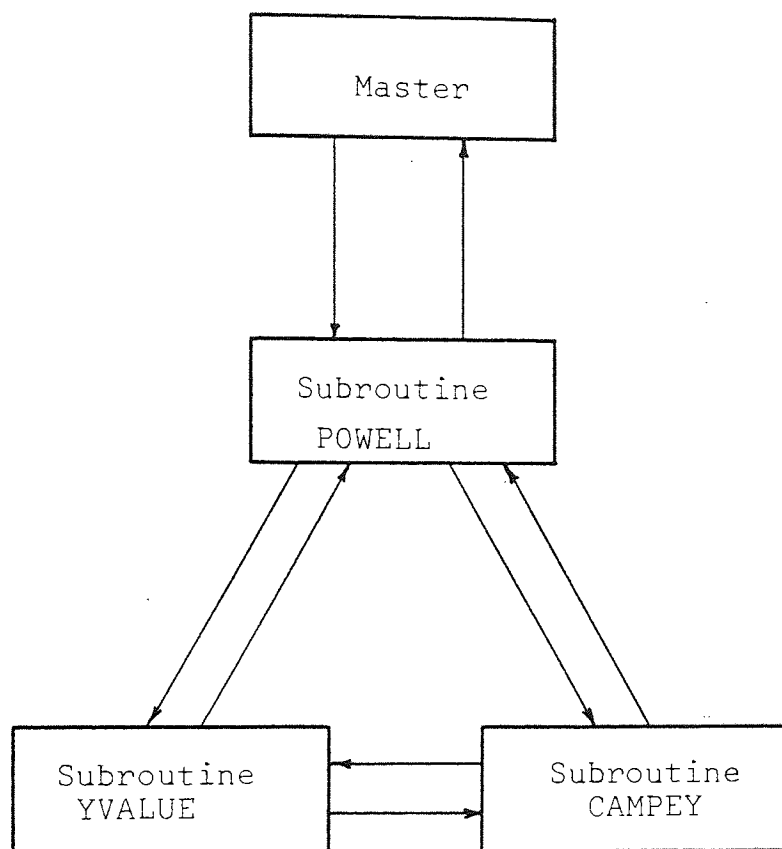 Master
Subroutine
POWELL
Subroutine
YVALUE
Subroutine
CAMPEY